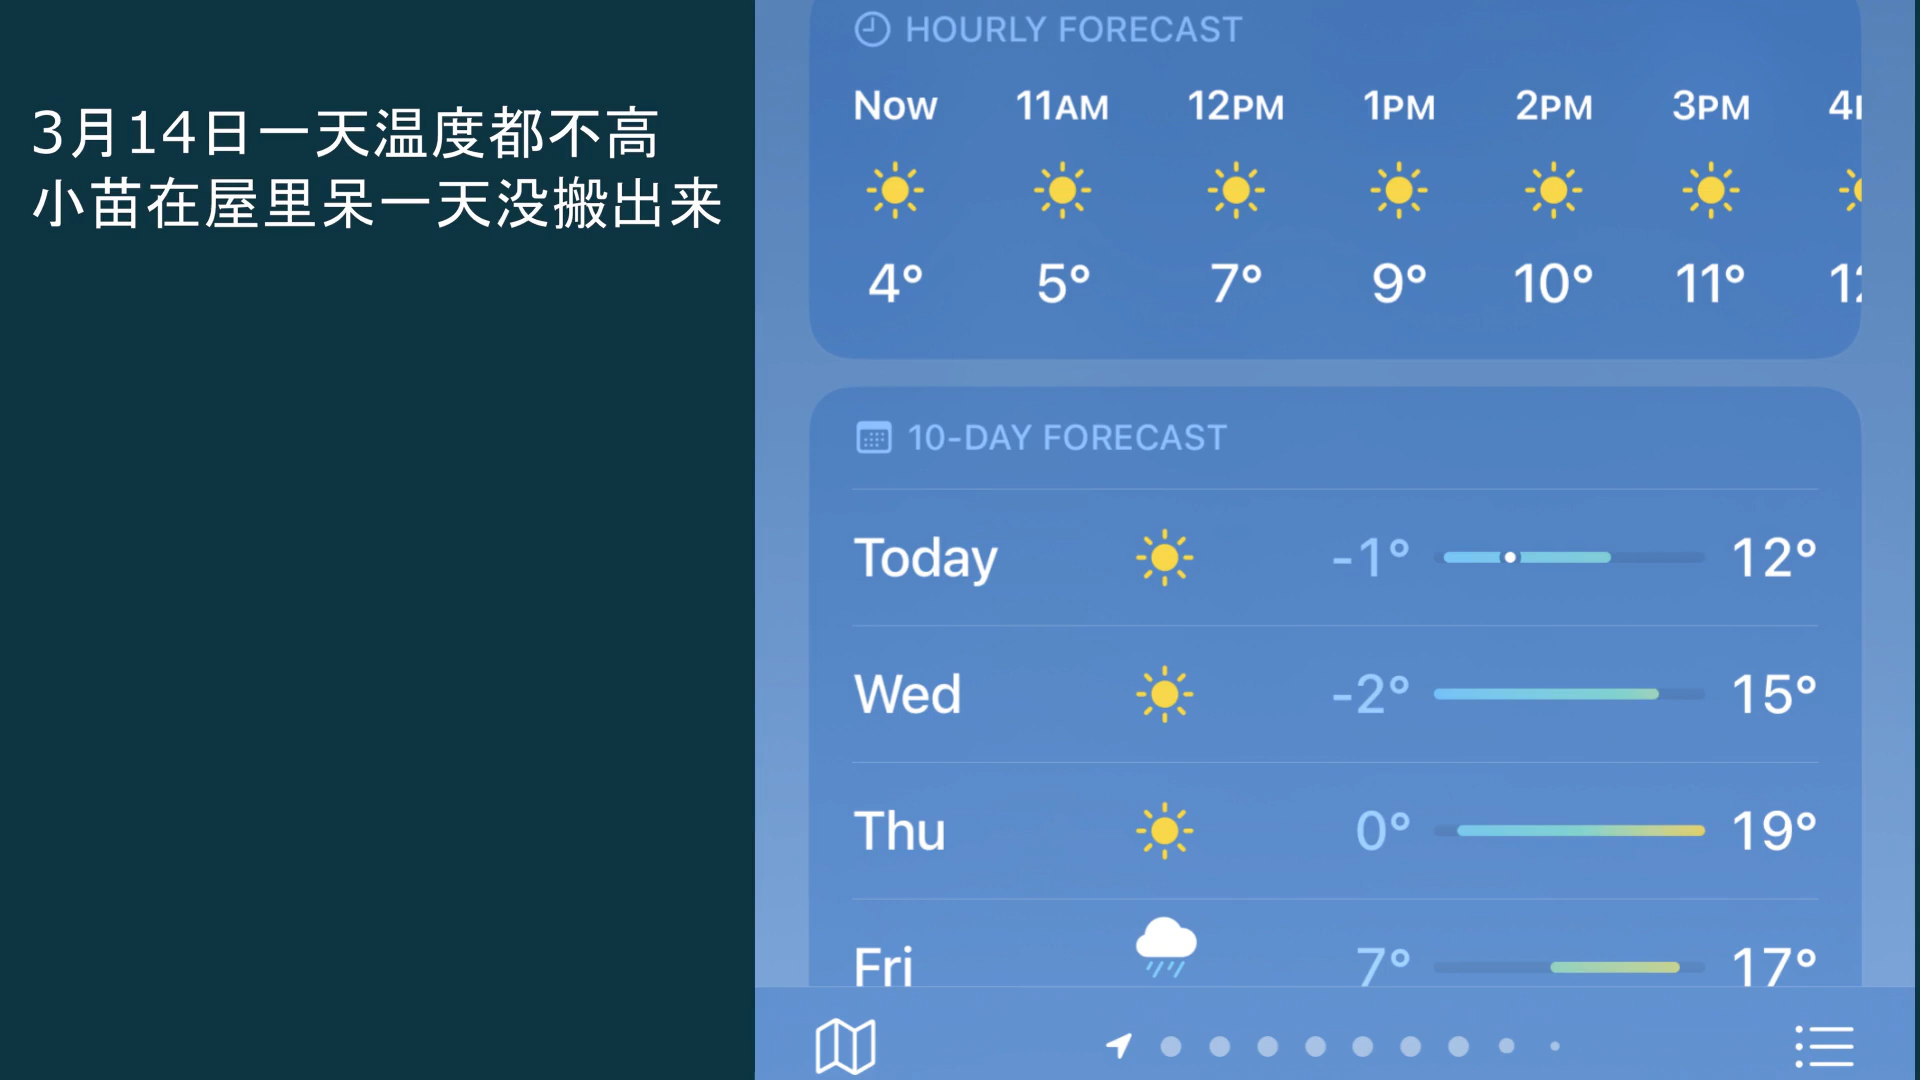 3月14日一天温度都不高
小苗在屋里呆一天没搬出来
HOURLY FORECAST
Now 11AM 12PM 1PM 2PM 3PM
4° 5° 7° 9° 10° 11°
10-DAY FORECAST
Today -1° 12°
Wed -2° 15°
Thu 0° 19°
Fri 7° 17°